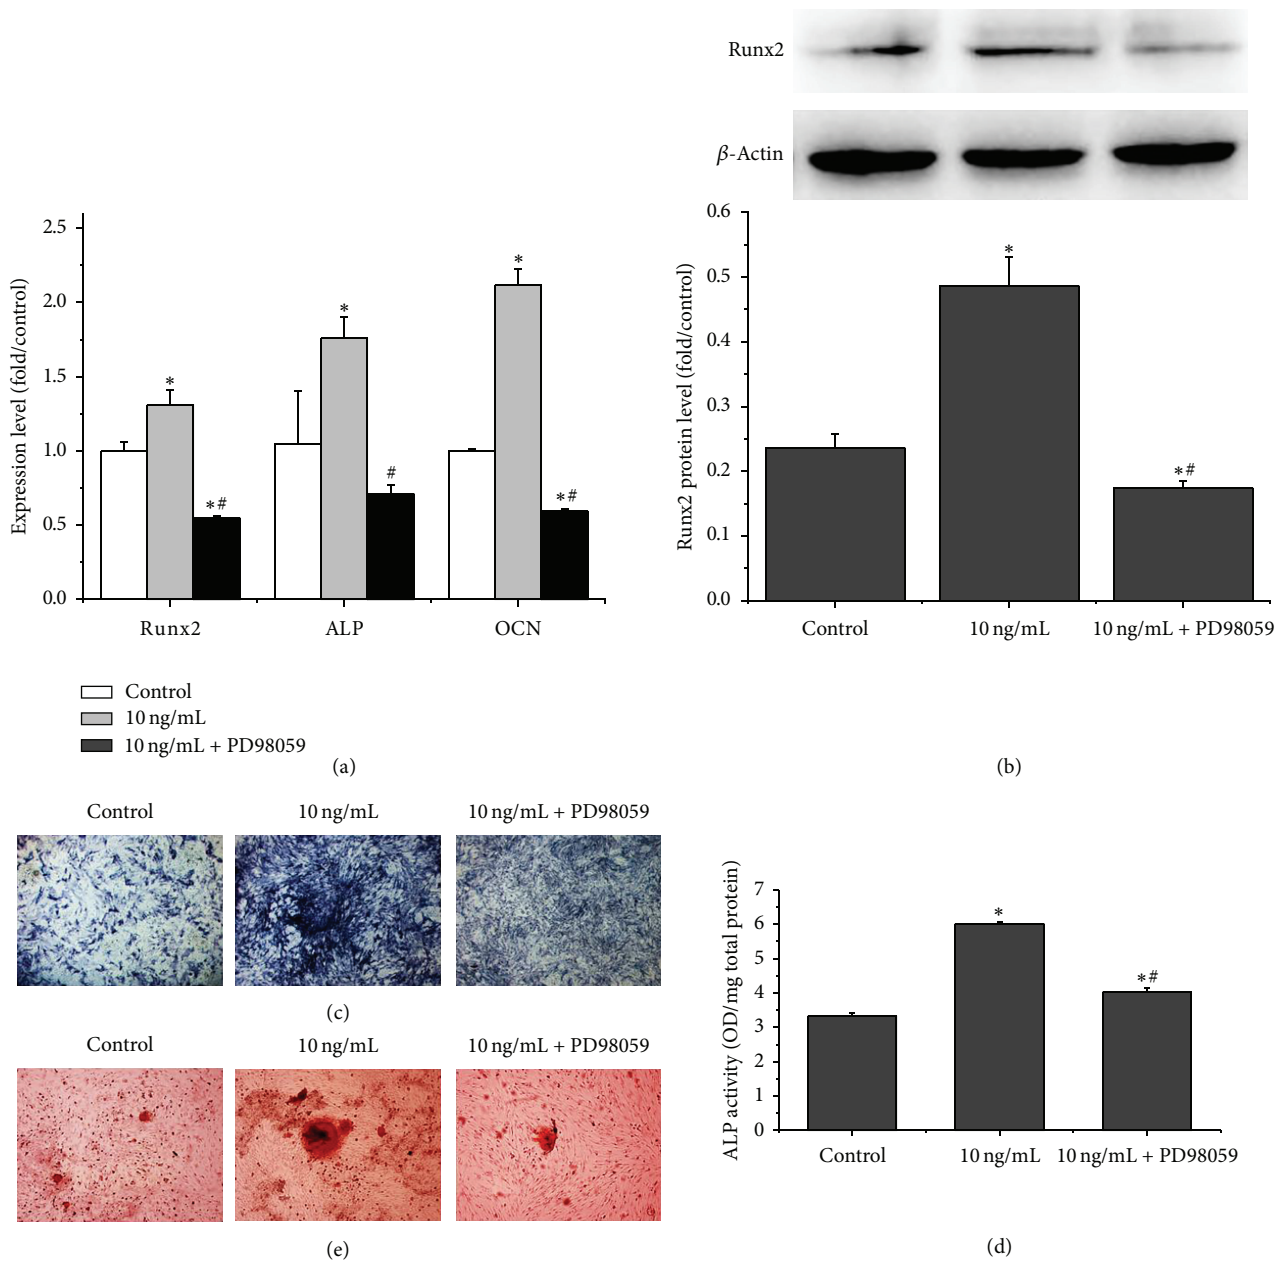 Runx2
β-Actin
Expression level (fold/control)
2.5
2.0
1.5
1.0
0.5
0.0
*
*#
*
#
*
*#
Runx2 ALP OCN
Control
10 ng/mL
10 ng/mL + PD98059
(a)
Runx2 protein level (fold/control)
0.6
0.5
0.4
0.3
0.2
0.1
0.0
*
*#
Control 10 ng/mL 10 ng/mL + PD98059
(b)
Control 10 ng/mL 10 ng/mL + PD98059
(c)
ALP activity (OD/mg total protein)
7
6
5
4
3
2
1
0
*
*#
Control 10 ng/mL 10 ng/mL + PD98059
(d)
Control 10 ng/mL 10 ng/mL + PD98059
(e)